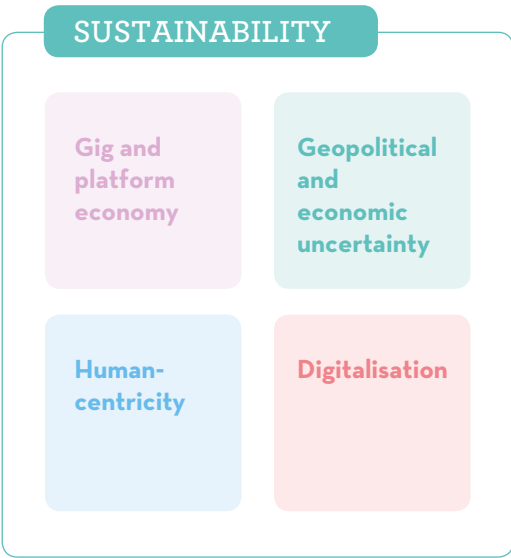 SUSTAINABILITY
Gig and
platform
economy
Geopolitical
and
economic
uncertainty
Human-
centricity
Digitalisation